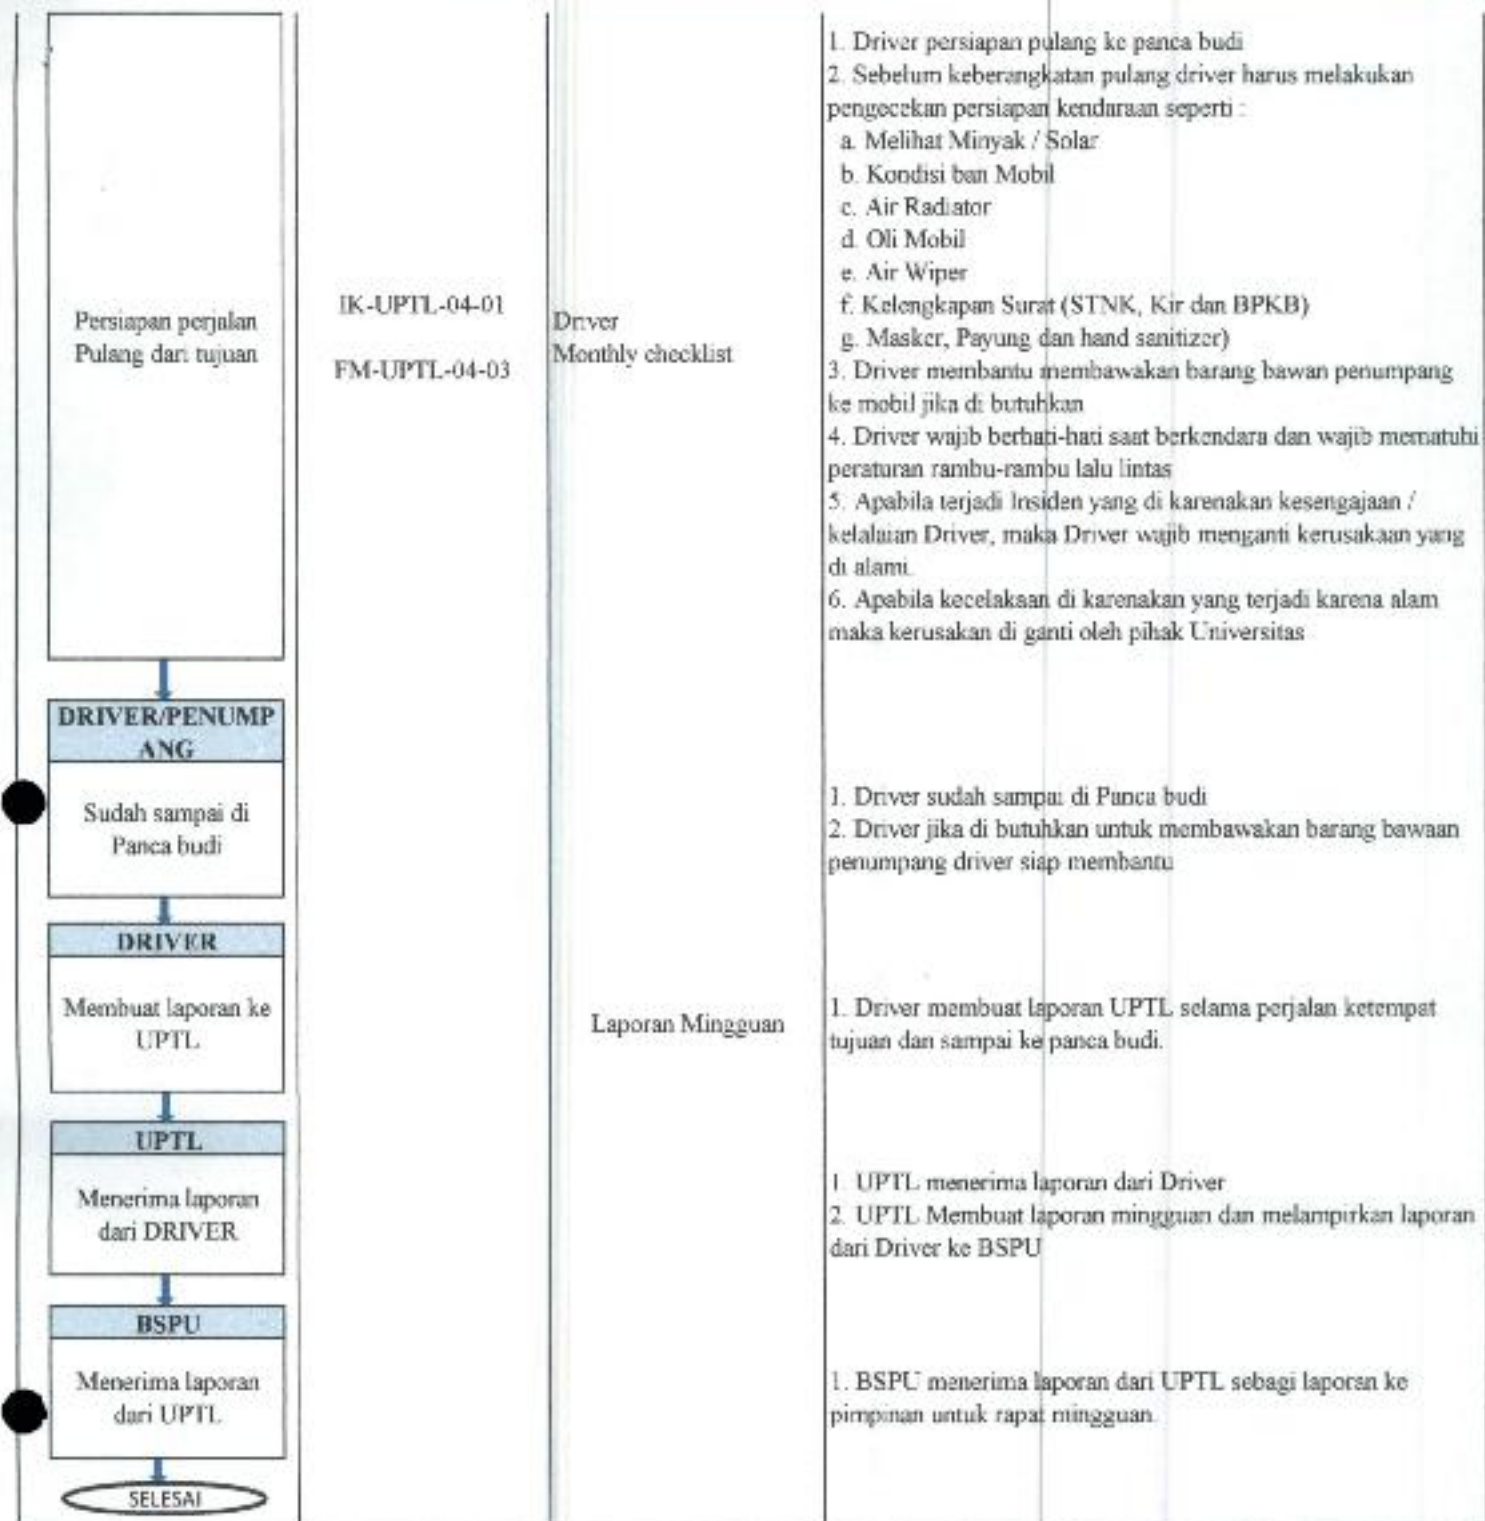 Persiapan perjalan
Pulang dari tujuan
IK-UPTL-04-01
FM-UPTL-04-03
Driver
Monthly checklist
1. Driver persiapan pulang ke panca budi
2. Sebelum keberangkatan pulang driver harus melakukan
pengecekan persiapan kendaraan seperti :
a. Melihat Minyak / Solar
b. Kondisi ban Mobil
c. Air Radiator
d. Oli Mobil
e. Air Wiper
f. Kelengkapan Surat (STNK, Kir dan BPKB)
g. Masker, Payung dan hand sanitizer)
3. Driver membantu membawakan barang bawan penumpang
ke mobil jika di butuhkan
4. Driver wajib berhati-hati saat berkendara dan wajib mematuhi
peraturan rambu-rambu lalu lintas
5. Apabila terjadi Insiden yang di karenakan kesengajaan /
kelalaian Driver, maka Driver wajib menganti kerusakaan yang
di alami.
6. Apabila kecelakaan di karenakan yang terjadi karena alam
maka kerusakan di ganti oleh pihak Universitas
DRIVER/PENUMP
ANG
Sudah sampai di
Panca budi
1. Driver sudah sampai di Panca budi
2. Driver jika di butuhkan untuk membawakan barang bawaan
penumpang driver siap membantu
DRIVER
Membuat laporan ke
UPTL
Laporan Mingguan
1. Driver membuat laporan UPTL selama perjalan ketempat
tujuan dan sampai ke panca budi.
UPTL
Menerima laporan
dari DRIVER
1. UPTL menerima laporan dari Driver
2. UPTL Membuat laporan mingguan dan melampirkan laporan
dari Driver ke BSPU
BSPU
Menerima laporan
dari UPTL
1. BSPU menerima laporan dari UPTL sebagi laporan ke
pimpinan untuk rapat mingguan.
SELESAI